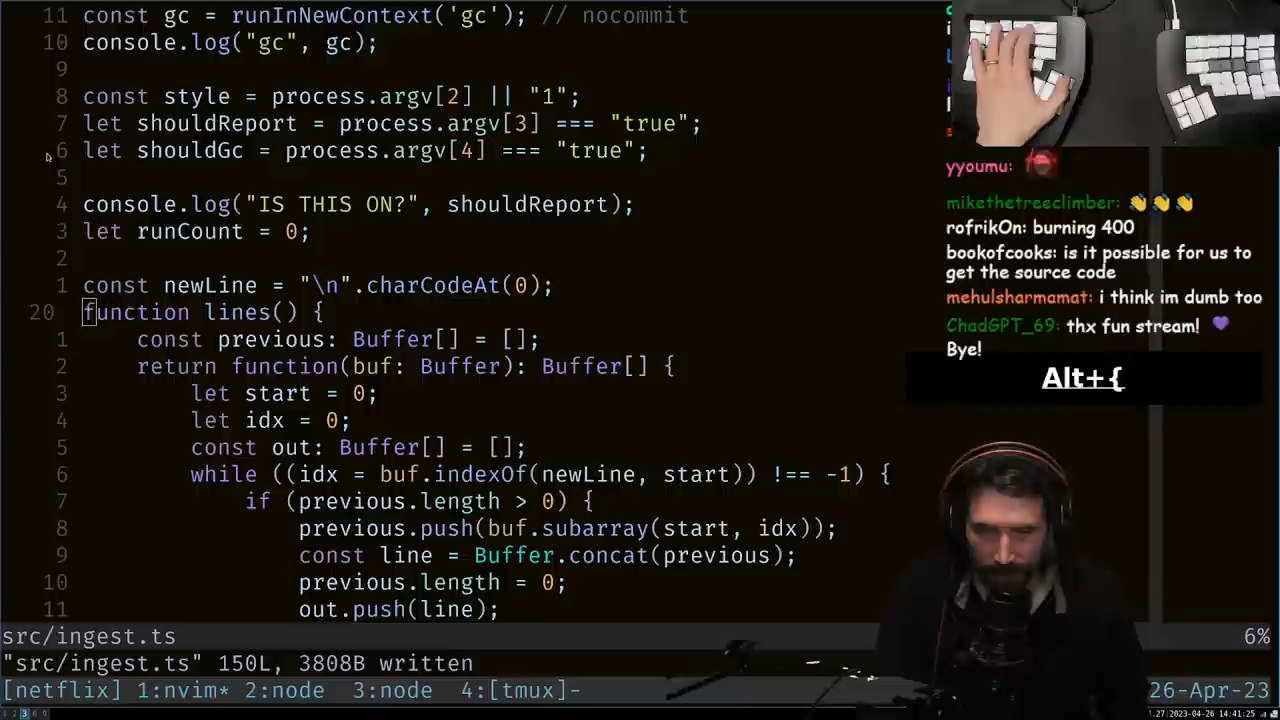 11 const gc = runInNewContext('gc'); // nocommit
10 console.log("gc", gc);
9
8 const style = process.argv[2] || "1";
7 let shouldReport = process.argv[3] === "true";
6 let shouldGc = process.argv[4] === "true";
5
4 console.log("IS THIS ON?", shouldReport);
3 let runCount = 0;
2
1 const newLine = "\n".charCodeAt(0);
20 function lines() {
1 const previous: Buffer[] = [];
2 return function(buf: Buffer): Buffer[] {
3 let start = 0;
4 let idx = 0;
5 const out: Buffer[] = [];
6 while ((idx = buf.indexOf(newLine, start)) !== -1) {
7 if (previous.length > 0) {
8 previous.push(buf.subarray(start, idx));
9 const line = Buffer.concat(previous);
10 previous.length = 0;
11 out.push(line);
src/ingest.ts 6%
"src/ingest.ts" 150L, 3808B written
[netflix] 1:nvim* 2:node 3:node 4:[tmux]- 26-Apr-23
yyoumu:
mikethetreeclimber: 👏 👏 👏
rofrikOn: burning 400
bookofcooks: is it possible for us to
get the source code
mehulsharmamat: i think im dumb too
ChadGPT_69: thx fun stream! 💜
Bye!
Alt+{
2023-04-26 14:41:25